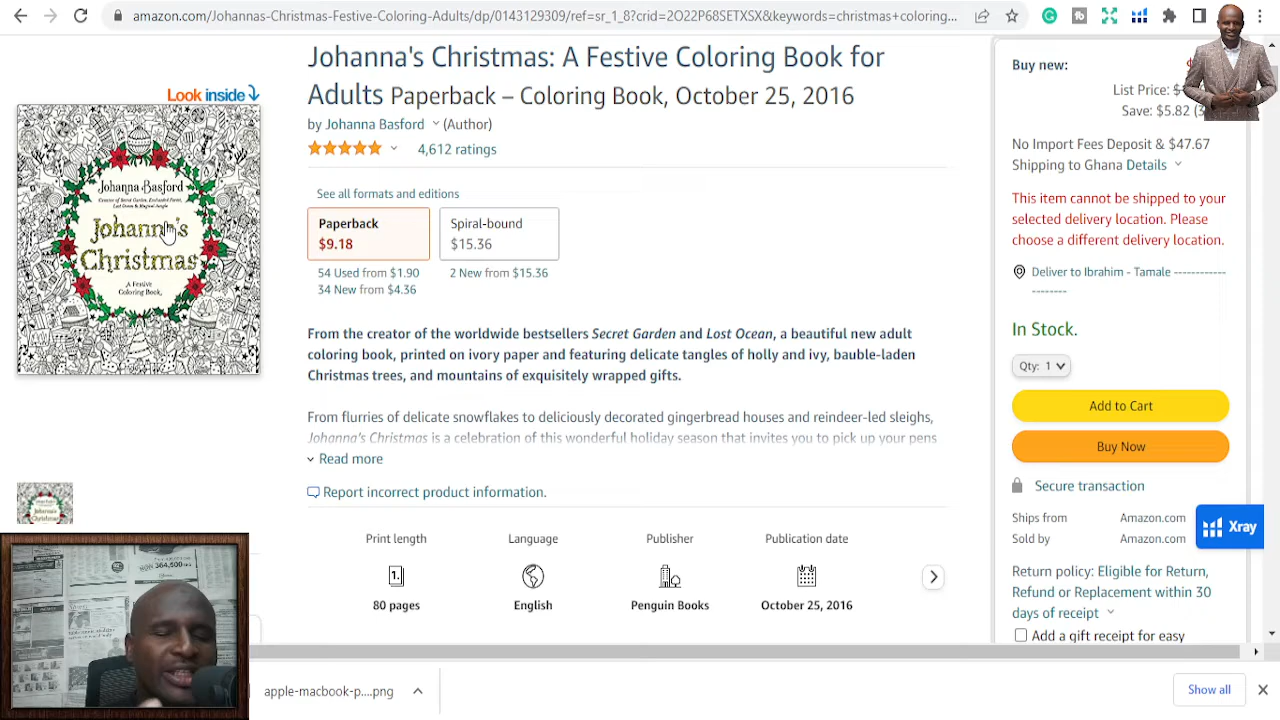 amazon.com/Johannas-Christmas-Festive-Coloring-Adults/dp/0143129309/ref=sr_1_8?crid=2O22P68SETXSX&keywords=christmas+coloring...
Look inside
Johanna Basford
Johanna's
Christmas
A Festive
Coloring Book
Johanna's Christmas: A Festive Coloring Book for
Adults Paperback – Coloring Book, October 25, 2016
by Johanna Basford (Author)
4,612 ratings
See all formats and editions
Paperback
$9.18
Spiral-bound
$15.36
54 Used from $1.90
34 New from $4.36
2 New from $15.36
From the creator of the worldwide bestsellers Secret Garden and Lost Ocean, a beautiful new adult
coloring book, printed on ivory paper and featuring delicate tangles of holly and ivy, bauble-laden
Christmas trees, and mountains of exquisitely wrapped gifts.
From flurries of delicate snowflakes to deliciously decorated gingerbread houses and reindeer-led sleighs,
Johanna's Christmas is a celebration of this wonderful holiday season that invites you to pick up your pens
Read more
Report incorrect product information.
Print length
80 pages
Language
English
Publisher
Penguin Books
Publication date
October 25, 2016
Buy new:
List Price:
Save: $5.82
No Import Fees Deposit & $47.67
Shipping to Ghana Details
This item cannot be shipped to your
selected delivery location. Please
choose a different delivery location.
Deliver to Ibrahim - Tamale ------------
--------
In Stock.
Qty: 1
Add to Cart
Buy Now
Secure transaction
Ships from Amazon.com
Sold by Amazon.com
Xray
Return policy: Eligible for Return,
Refund or Replacement within 30
days of receipt
Add a gift receipt for easy
apple-macbook-p....png
Show all